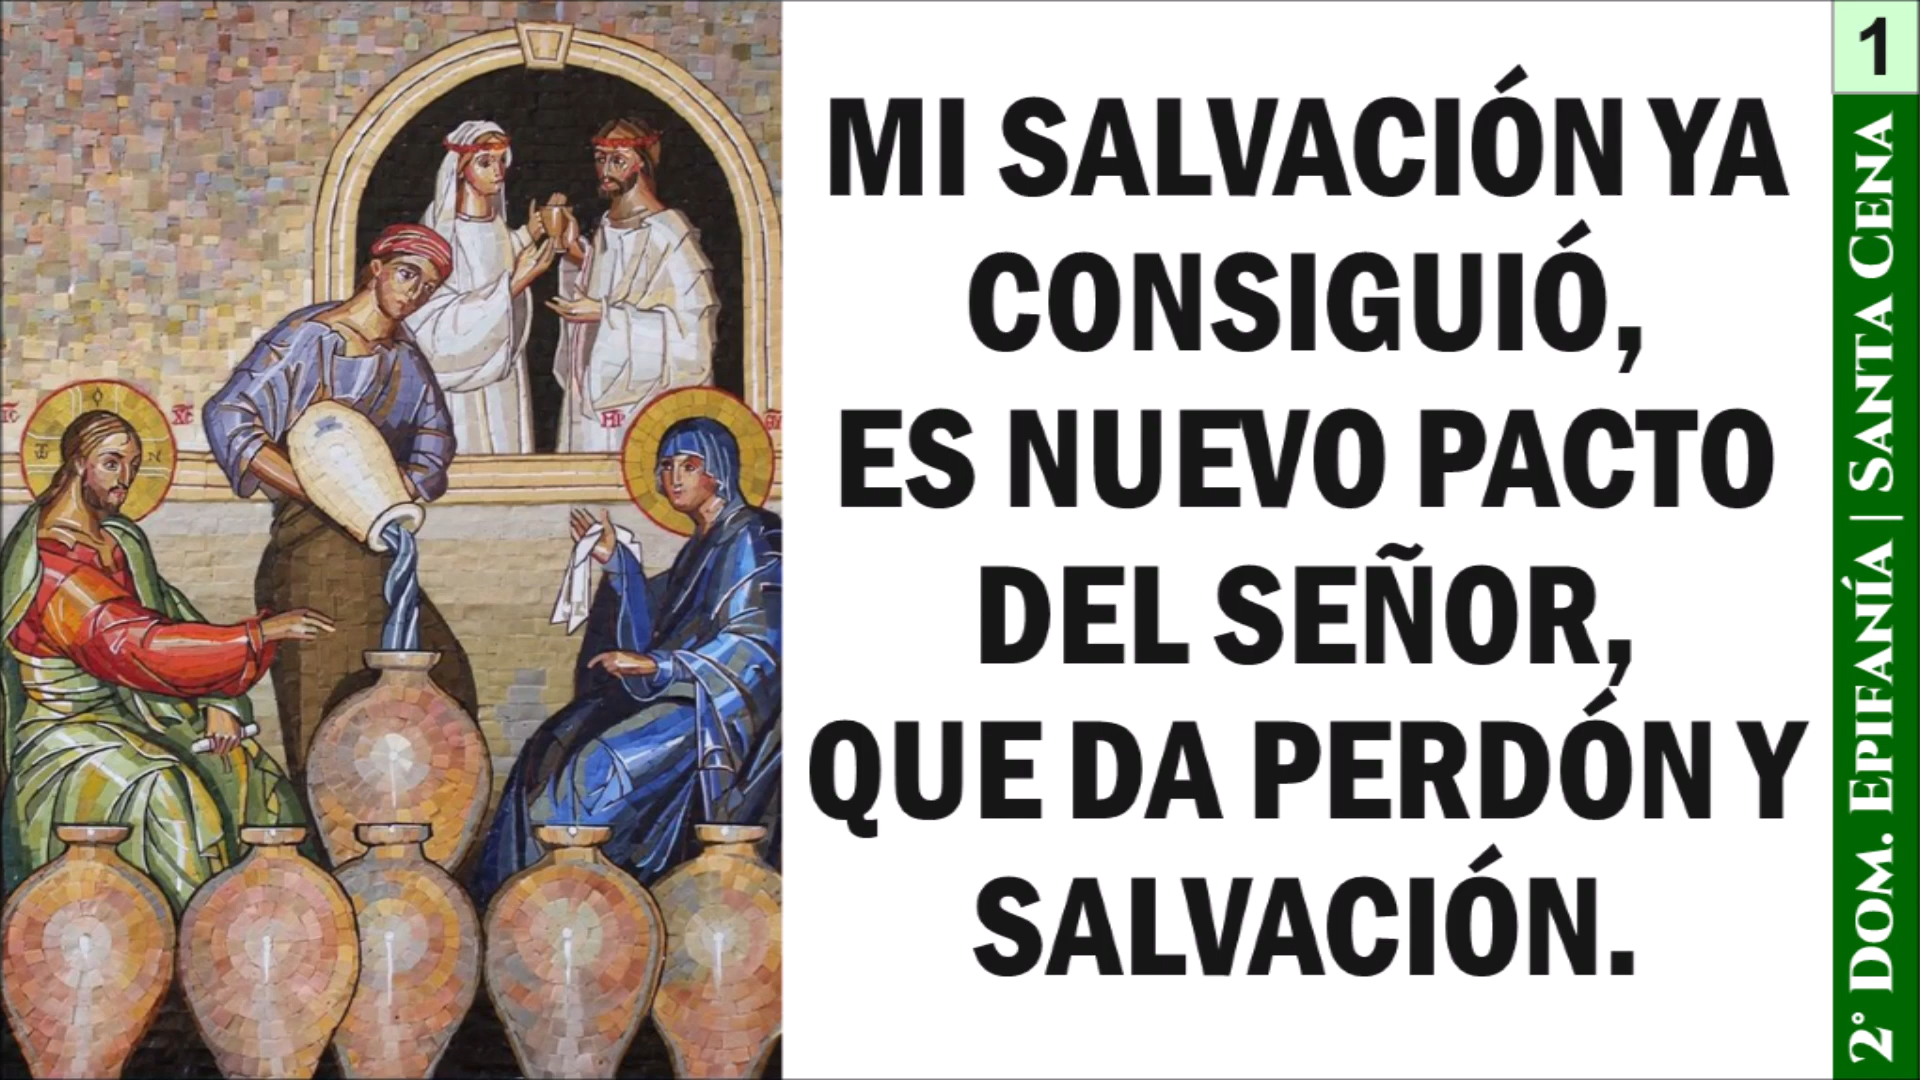 MI SALVACIÓN YA
CONSIGUIÓ,
ES NUEVO PACTO
DEL SEÑOR,
QUE DA PERDÓN Y
SALVACIÓN.
1
2° DOM. EPIFANÍA | SANTA CENA